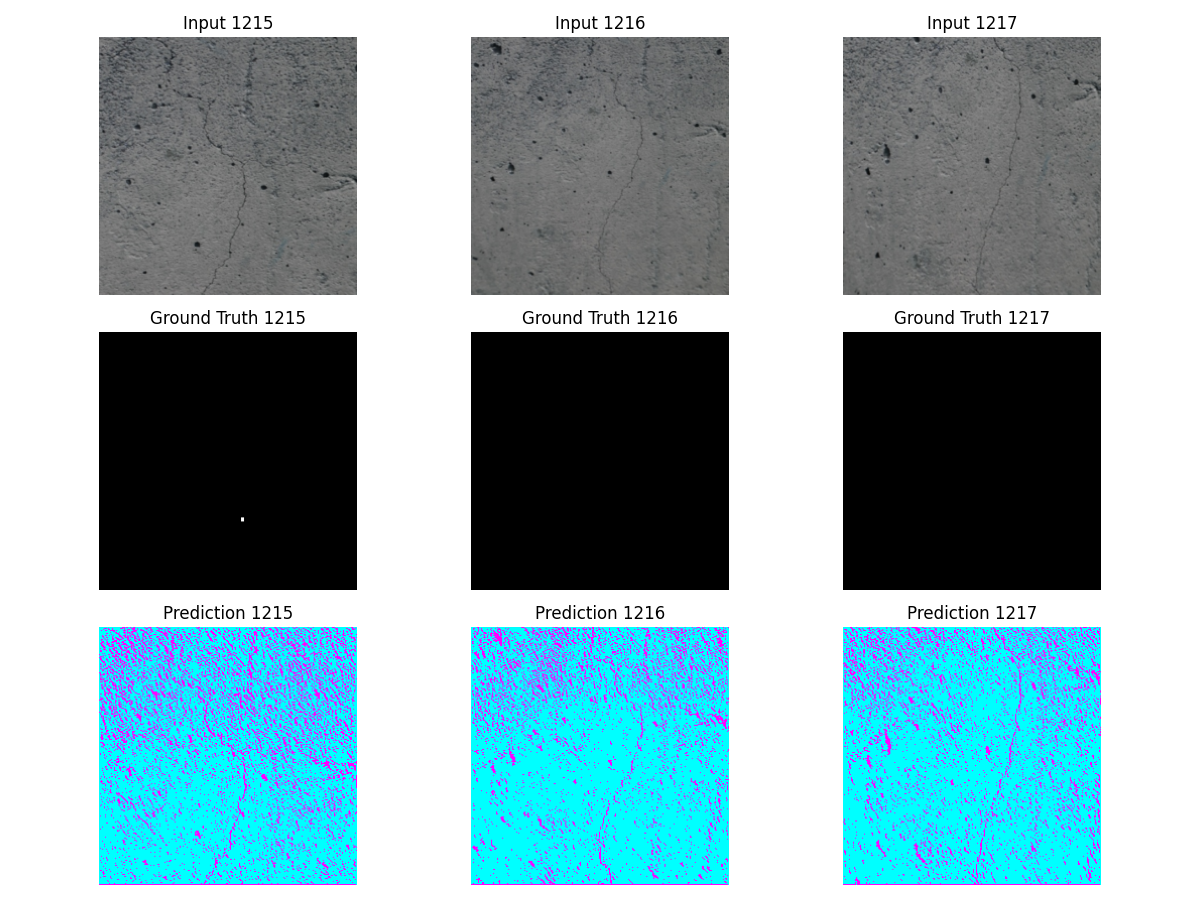 Input 1215
Input 1216
Input 1217
Ground Truth 1215
Ground Truth 1216
Ground Truth 1217
Prediction 1215
Prediction 1216
Prediction 1217